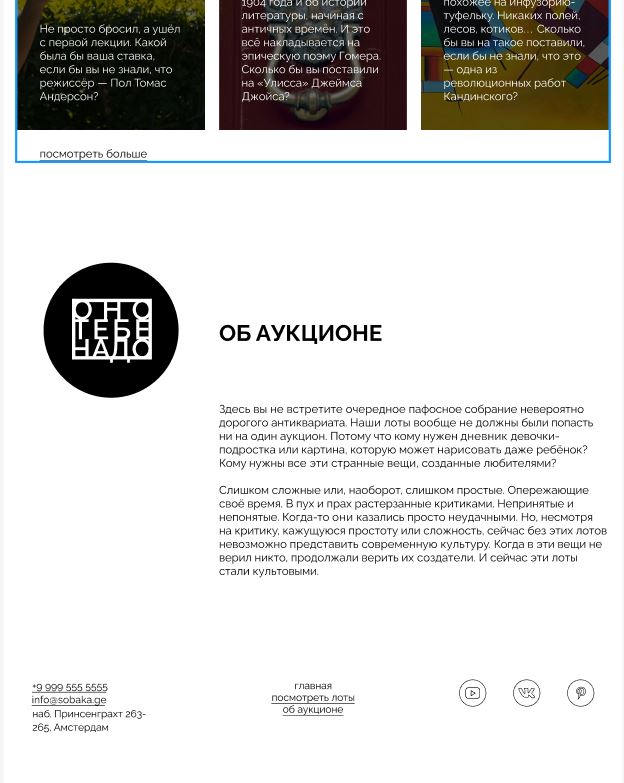 1904 года и об истории
литературы, начиная с
античных времён. И это
всё накладывается на
эпическую поэму Гомера.
Сколько бы вы поставили
на «Улисса» Джеймса
Джойса?
похожее на инфузорию-
туфельку. Никаких полей,
лесов, котиков... Сколько
бы вы на такое поставили,
если бы не знали, что это
— одна из
революционных работ
Кандинского?
Не просто бросил, а ушёл
с первой лекции. Какой
была бы ваша ставка,
если бы вы не знали, что
режиссёр — Пол Томас
Андерсон?
посмотреть больше
ОНО
ТЕБЕ
НАДО
ОБ АУКЦИОНЕ
Здесь вы не встретите очередное пафосное собрание невероятно
дорогого антиквариата. Наши лоты вообще не должны были попасть
ни на один аукцион. Потому что кому нужен дневник девочки-
подростка или картина, которую может нарисовать даже ребёнок?
Кому нужны все эти странные вещи, созданные любителями?
Слишком сложные или, наоборот, слишком простые. Опережающие
своё время. В пух и прах растерзанные критиками. Непринятые и
непонятые. Когда-то они казались просто неудачными. Но, несмотря
на критику, кажущуюся простоту или сложность, сейчас без этих лотов
невозможно представить современную культуру. Когда в эти вещи не
верил никто, продолжали верить их создатели. И сейчас эти лоты
стали культовыми.
+9 999 555 5555
info@sobaka.ge
наб. Принсенграхт 263-
265, Амстердам
главная
посмотреть лоты
об аукционе